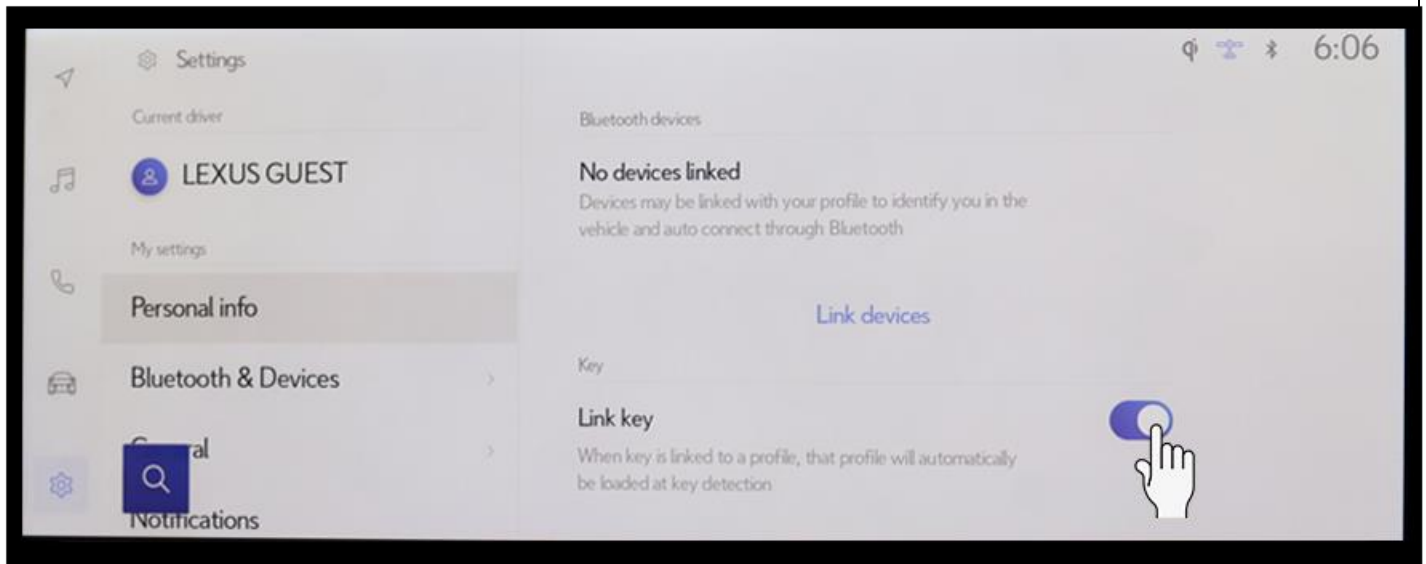 Settings
6:06
Current driver
LEXUS GUEST
My settings
Personal info
Bluetooth & Devices
General
Notifications
Bluetooth devices
No devices linked
Devices may be linked with your profile to identify you in the
vehicle and auto connect through Bluetooth
Link devices
Key
Link key
When key is linked to a profile, that profile will automatically
be loaded at key detection